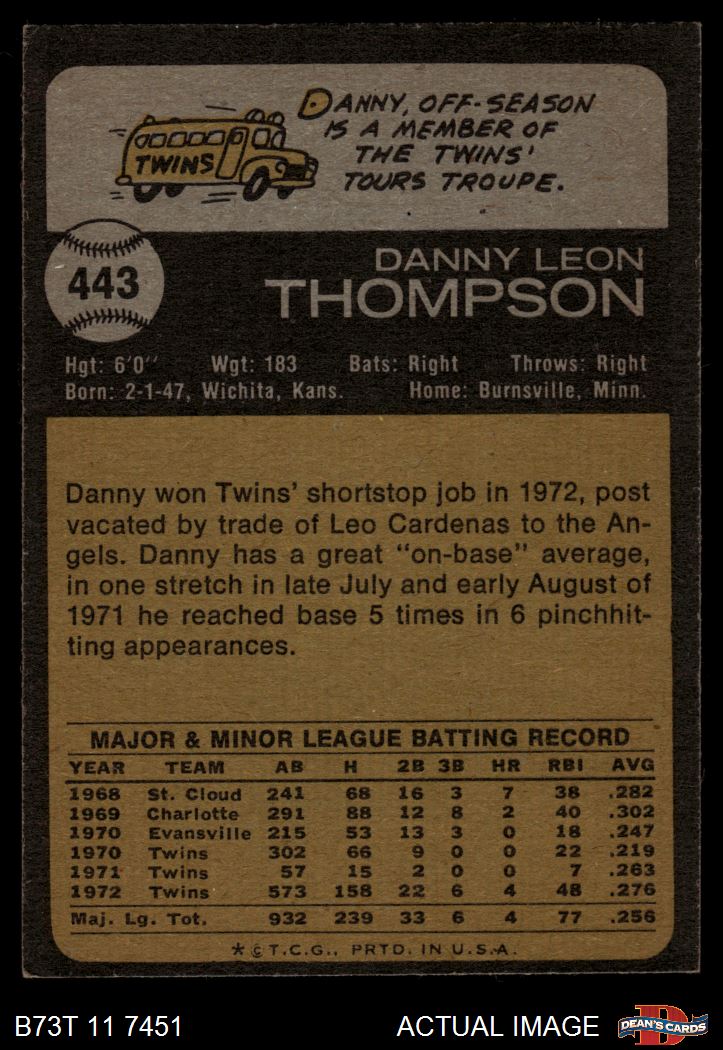 DANNY, OFF-SEASON
IS A MEMBER OF
THE TWINS'
TOURS TROUPE.
TWINS
443
DANNY LEON
THOMPSON
Hgt: 6'0" Wgt: 183 Bats: Right Throws: Right
Born: 2-1-47, Wichita, Kans. Home: Burnsville, Minn.
Danny won Twins' shortstop job in 1972, post
vacated by trade of Leo Cardenas to the An-
gels. Danny has a great "on-base" average,
in one stretch in late July and early August of
1971 he reached base 5 times in 6 pinchhit-
ting appearances.
MAJOR & MINOR LEAGUE BATTING RECORD
YEAR TEAM AB H 2B 3B HR RBI AVG
1968 St. Cloud 241 68 16 3 7 38 .282
1969 Charlotte 291 88 12 8 2 40 .302
1970 Evansville 215 53 13 3 0 18 .247
1970 Twins 302 66 9 0 0 22 .219
1971 Twins 57 15 2 0 0 7 .263
1972 Twins 573 158 22 6 4 48 .276
Maj. Lg. Tot. 932 239 33 6 4 77 .256
* © T.C.G., PRTD. IN U.S.A.
B73T 11 7451 ACTUAL IMAGE
D
DEAN'S CARDS